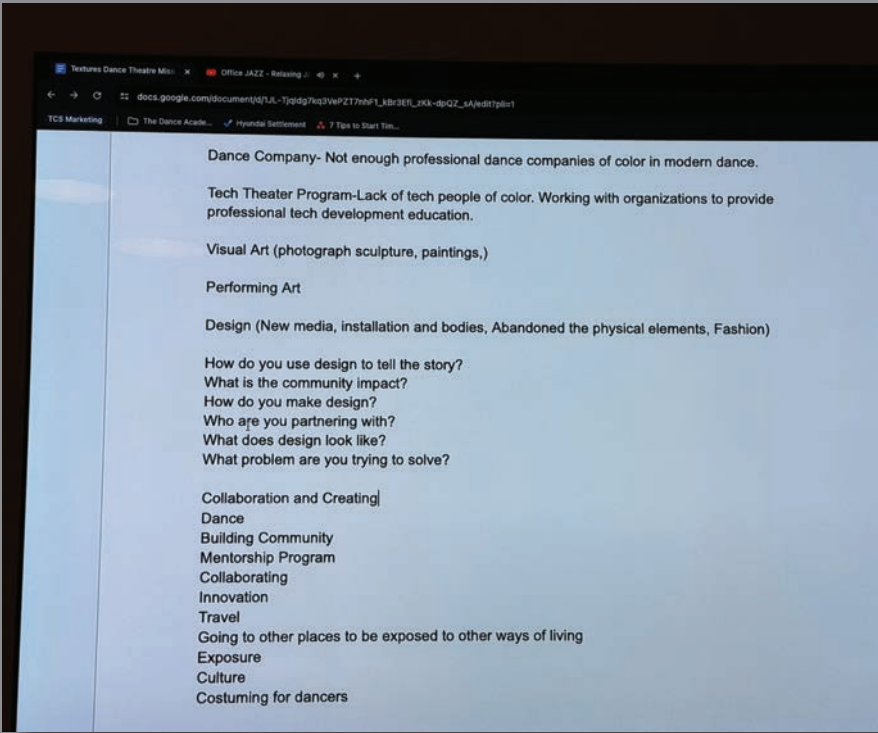 Textures Dance Theatre Miss
Office JAZZ - Relaxing
docs.google.com/document/d/
TCS Marketing
The Dance Acade...
Hyundai Settlement
7 Tips to Start Tim...
Dance Company- Not enough professional dance companies of color in modern dance.
Tech Theater Program-Lack of tech people of color. Working with organizations to provide
professional tech development education.
Visual Art (photograph sculpture, paintings,)
Performing Art
Design (New media, installation and bodies, Abandoned the physical elements, Fashion)
How do you use design to tell the story?
What is the community impact?
How do you make design?
Who are you partnering with?
What does design look like?
What problem are you trying to solve?
Collaboration and Creating
Dance
Building Community
Mentorship Program
Collaborating
Innovation
Travel
Going to other places to be exposed to other ways of living
Exposure
Culture
Costuming for dancers